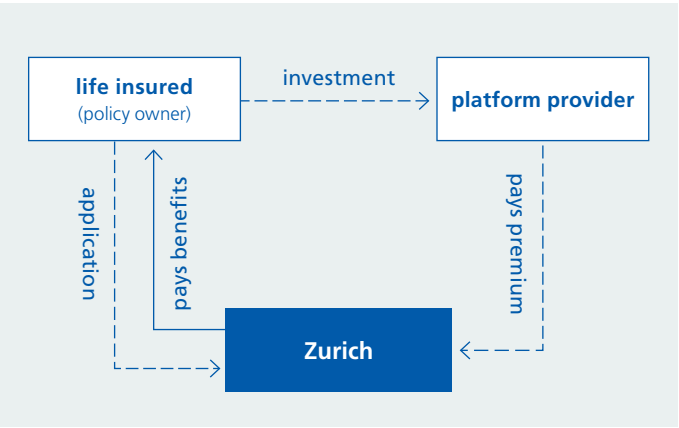 life insured
(policy owner)
investment
platform provider
application
pays benefits
pays premium
Zurich